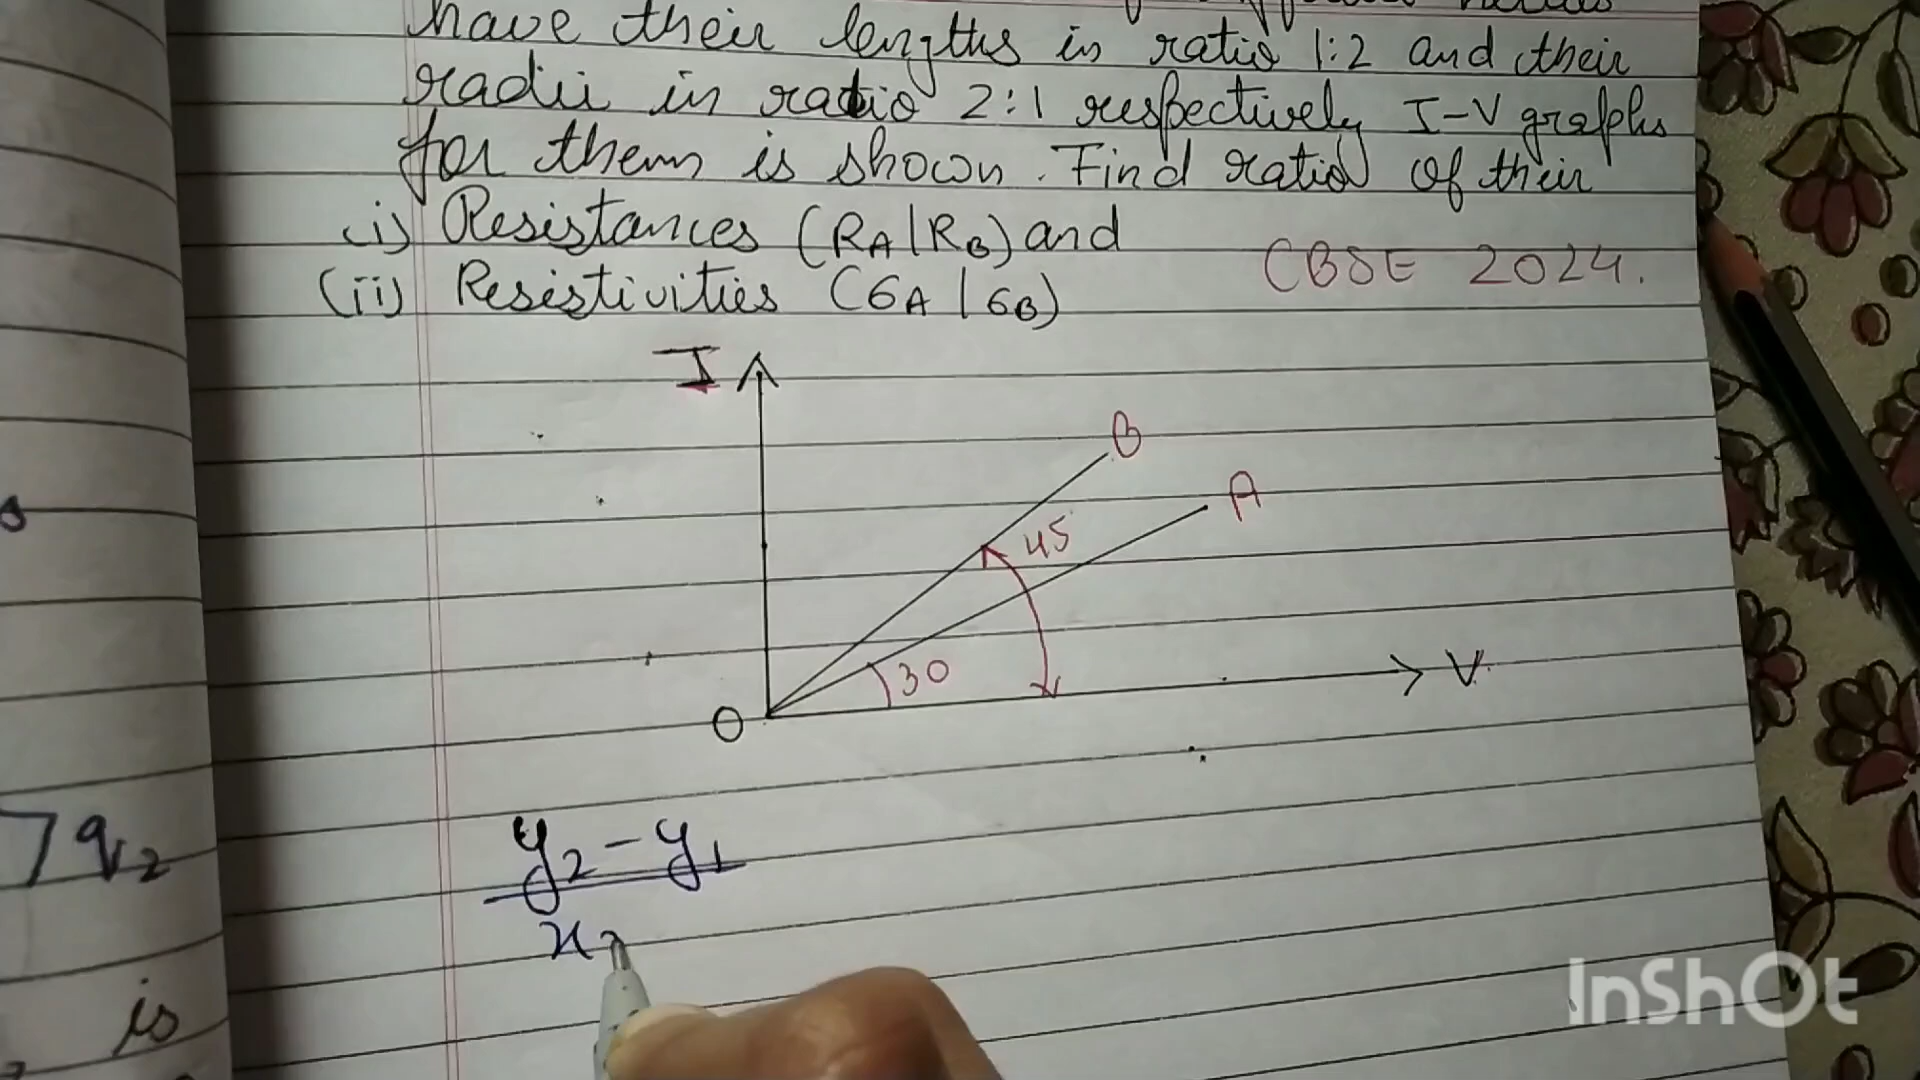 have their lengths in ratio 1:2 and their
radii in ratio 2:1 respectively I-V graphs
for them is shown. Find ratio of their
(i) Resistances (RA|RB) and
(ii) Resistivities (σA|σB)
CBSE 2024.
I
B
A
45
30
V
O
y2-y1
x2
7 q2
is
InShOt